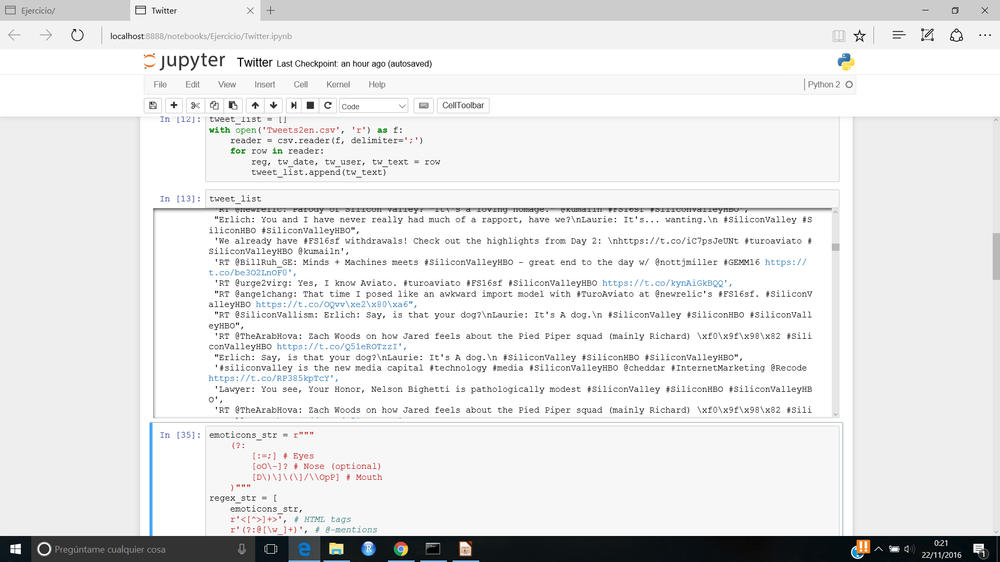 Ejercicio/
Twitter
localhost:8888/notebooks/Ejercicio/Twitter.ipynb
jupyter Twitter Last Checkpoint: an hour ago (autosaved)
File Edit View Insert Cell Kernel Help Python 2
Code CellToolbar
In [12]: tweet_list = []
with open('Tweets2en.csv', 'r') as f:
    reader = csv.reader(f, delimiter=';')
    for row in reader:
        reg, tw_date, tw_user, tw_text = row
        tweet_list.append(tw_text)
In [13]: tweet_list
'RT @newrelic: Parody of Silicon Valley? "It\'s a loving homage." @kumailn #FS16sf #SiliconValleyHBO',
"Erlich: You and I have never really had much of a rapport, have we?\nLaurie: It's... wanting.\n #SiliconValley #S
iliconHBO #SiliconValleyHBO",
'We already have #FS16sf withdrawals! Check out the highlights from Day 2: \nhttps://t.co/iC7psJeUNt #turoaviato #
SiliconValleyHBO @kumailn',
'RT @BillRuh_GE: Minds + Machines meets #SiliconValleyHBO - great end to the day w/ @nottjmiller #GEMM16 https://
t.co/be3O2LnOF0',
'RT @urge2virg: Yes, I know Aviato. #turoaviato #FS16sf #SiliconValleyHBO https://t.co/kynAiGkBQQ',
"RT @ange1chang: That time I posed like an awkward import model with #TuroAviato at @newrelic's #FS16sf. #SiliconV
alleyHBO https://t.co/OQvv\xe2\x80\xa6",
"RT @SiliconVallism: Erlich: Say, is that your dog?\nLaurie: It's A dog.\n #SiliconValley #SiliconHBO #SiliconVall
eyHBO",
'RT @TheArabHova: Zach Woods on how Jared feels about the Pied Piper squad (mainly Richard) \xf0\x9f\x98\x82 #Sili
conValleyHBO https://t.co/Q51eROTzzI',
"Erlich: Say, is that your dog?\nLaurie: It's A dog.\n #SiliconValley #SiliconHBO #SiliconValleyHBO",
'#siliconvalley is the new media capital #technology #media #SiliconValleyHBO @cheddar #InternetMarketing @Recode
https://t.co/RP385kpTcY',
'Lawyer: You see, Your Honor, Nelson Bighetti is pathologically modest #SiliconValley #SiliconHBO #SiliconValleyHB
O',
'RT @TheArabHova: Zach Woods on how Jared feels about the Pied Piper squad (mainly Richard) \xf0\x9f\x98\x82 #Sili
In [35]: emoticons_str = r"""
    (?:
        [:=;] # Eyes
        [oO\-]? # Nose (optional)
        [D\)\]\(\]/\\OpP] # Mouth
    )"""
regex_str = [
    emoticons_str,
    r'<[^>]+>', # HTML tags
    r'(?:@[\w_]+)', # @-mentions
Pregúntame cualquier cosa
0:21
22/11/2016
1